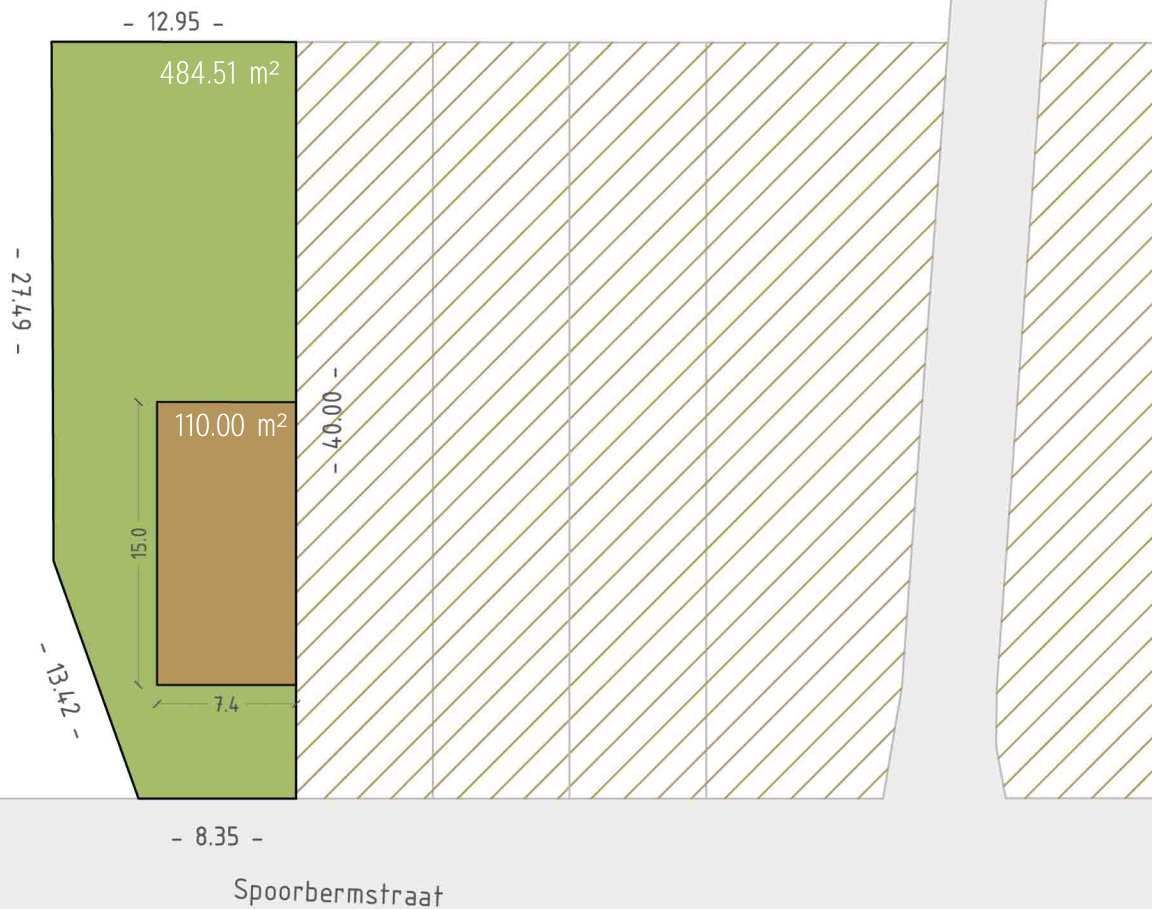 - 12.95 -
484.51 m²
- 27.49 -
- 40.00 -
110.00 m²
15.0
- 13.42 -
7.4
- 8.35 -
Spoorbermstraat